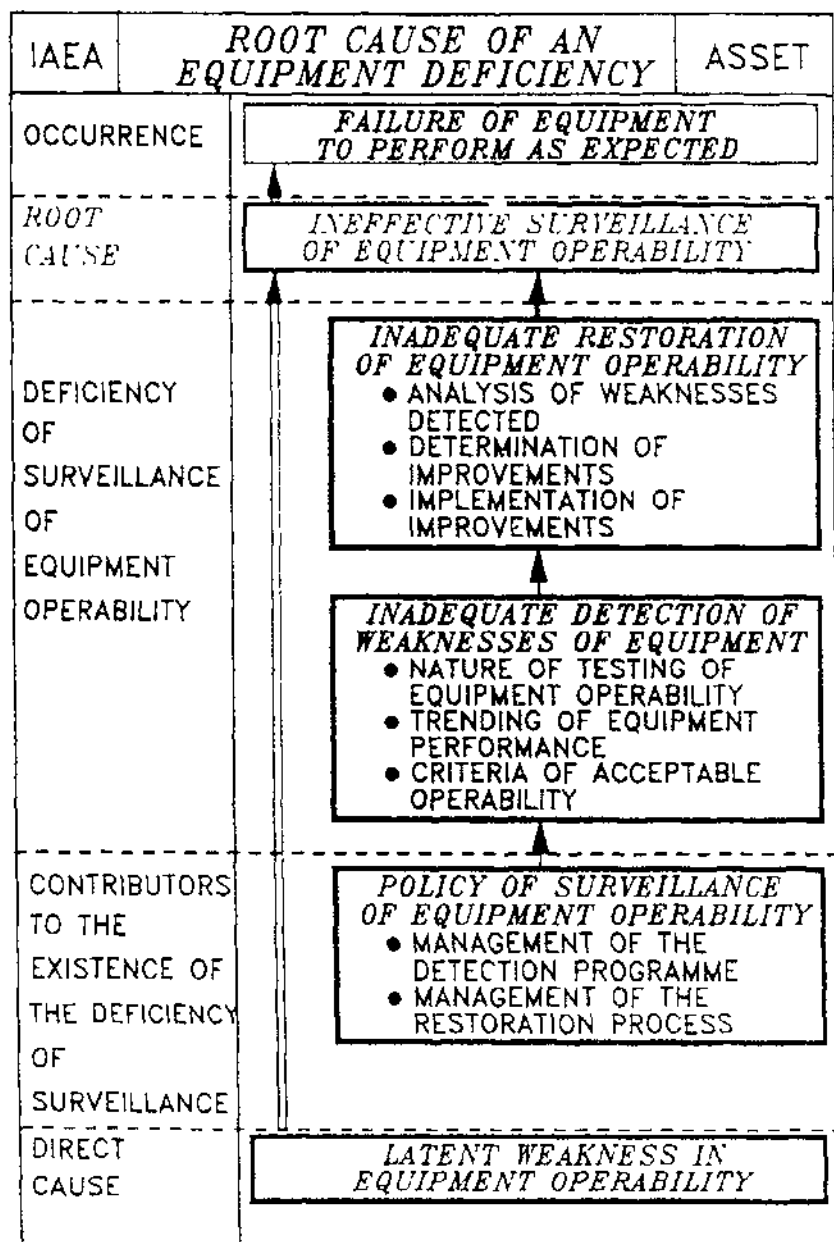 IAEA
ROOT CAUSE OF AN
EQUIPMENT DEFICIENCY
ASSET
OCCURRENCE
FAILURE OF EQUIPMENT
TO PERFORM AS EXPECTED
ROOT
CAUSE
INEFFECTIVE SURVEILLANCE
OF EQUIPMENT OPERABILITY
DEFICIENCY
OF
SURVEILLANCE
OF
EQUIPMENT
OPERABILITY
INADEQUATE RESTORATION
OF EQUIPMENT OPERABILITY
● ANALYSIS OF WEAKNESSES
DETECTED
● DETERMINATION OF
IMPROVEMENTS
● IMPLEMENTATION OF
IMPROVEMENTS
INADEQUATE DETECTION OF
WEAKNESSES OF EQUIPMENT
● NATURE OF TESTING OF
EQUIPMENT OPERABILITY
● TRENDING OF EQUIPMENT
PERFORMANCE
● CRITERIA OF ACCEPTABLE
OPERABILITY
CONTRIBUTORS
TO THE
EXISTENCE OF
THE DEFICIENCY
OF
SURVEILLANCE
POLICY OF SURVEILLANCE
OF EQUIPMENT OPERABILITY
● MANAGEMENT OF THE
DETECTION PROGRAMME
● MANAGEMENT OF THE
RESTORATION PROCESS
DIRECT
CAUSE
LATENT WEAKNESS IN
EQUIPMENT OPERABILITY